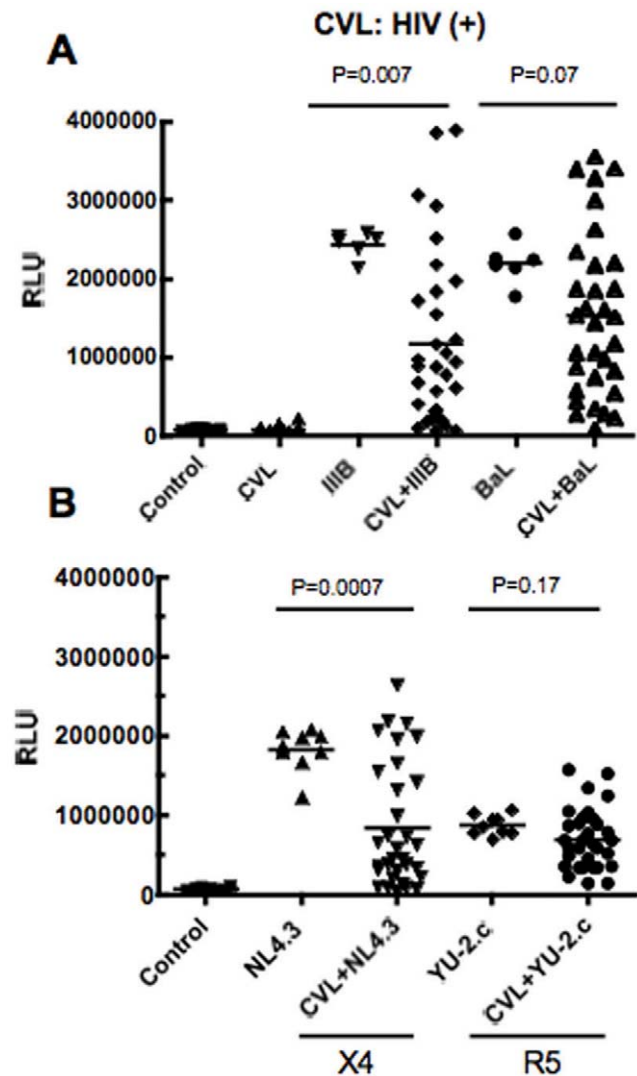 CVL: HIV (+)
A
P=0.007
P=0.07
4000000
3000000
2000000
1000000
0
RLU
Control
CVL
IIIB
CVL+IIIB
BaL
CVL+BaL
B
P=0.0007
P=0.17
4000000
3000000
2000000
1000000
0
RLU
Control
NL4.3
CVL+NL4.3
YU-2.c
CVL+YU-2.c
X4
R5